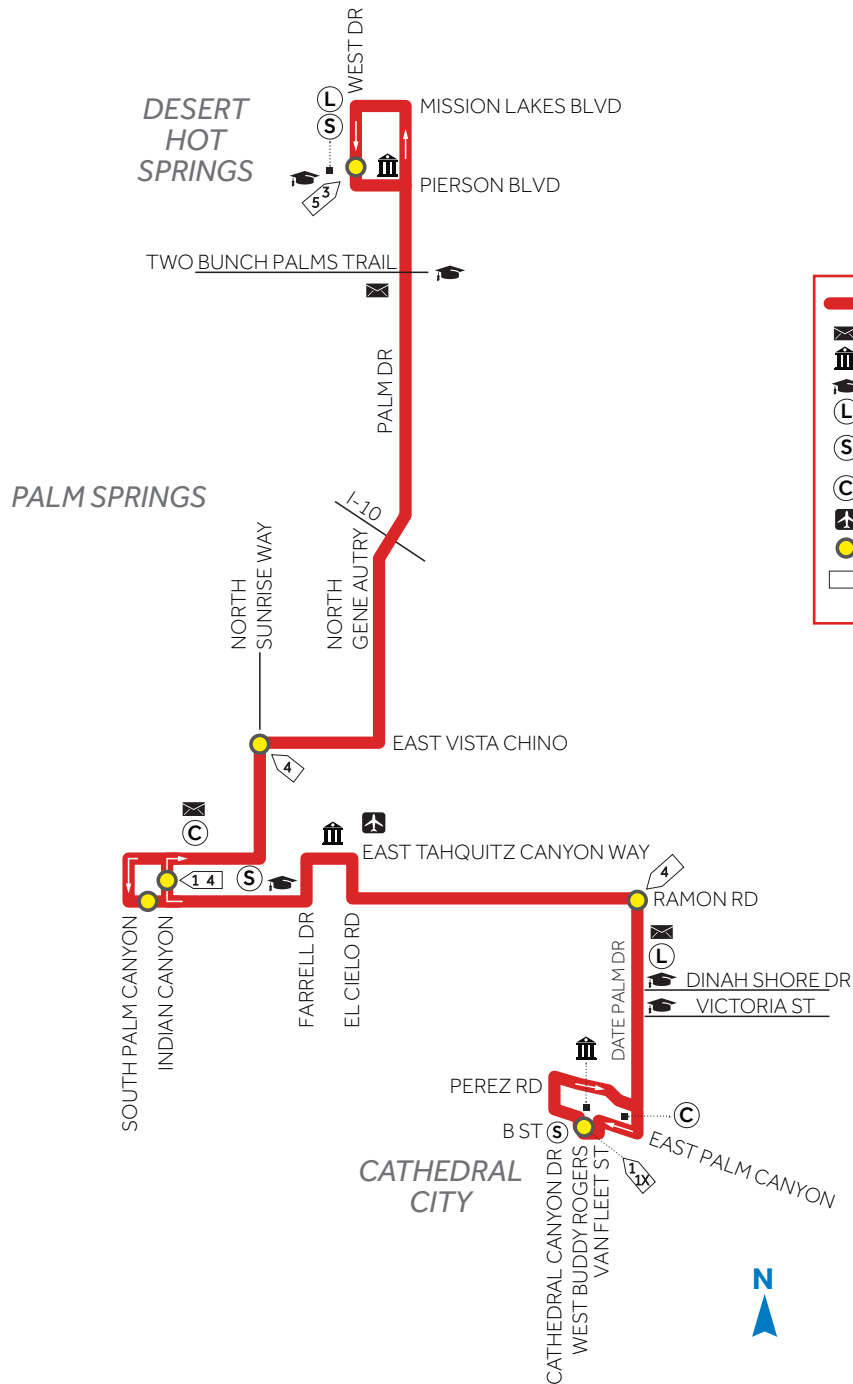 WEST DR
DESERT
HOT
SPRINGS
L
S
MISSION LAKES BLVD
PIERSON BLVD
5 3
TWO BUNCH PALMS TRAIL
PALM DR
L
S
C
PALM SPRINGS
I-10
NORTH
SUNRISE WAY
NORTH
GENE AUTRY
EAST VISTA CHINO
4
C
EAST TAHQUITZ CANYON WAY
1 4
S
4
RAMON RD
SOUTH PALM CANYON
INDIAN CANYON
FARRELL DR
EL CIELO RD
DATE PALM DR
L
DINAH SHORE DR
VICTORIA ST
PEREZ RD
B ST
S
C
EAST PALM CANYON
1
1X
CATHEDRAL
CITY
CATHEDRAL CANYON DR
WEST BUDDY ROGERS
VAN FLEET ST
N